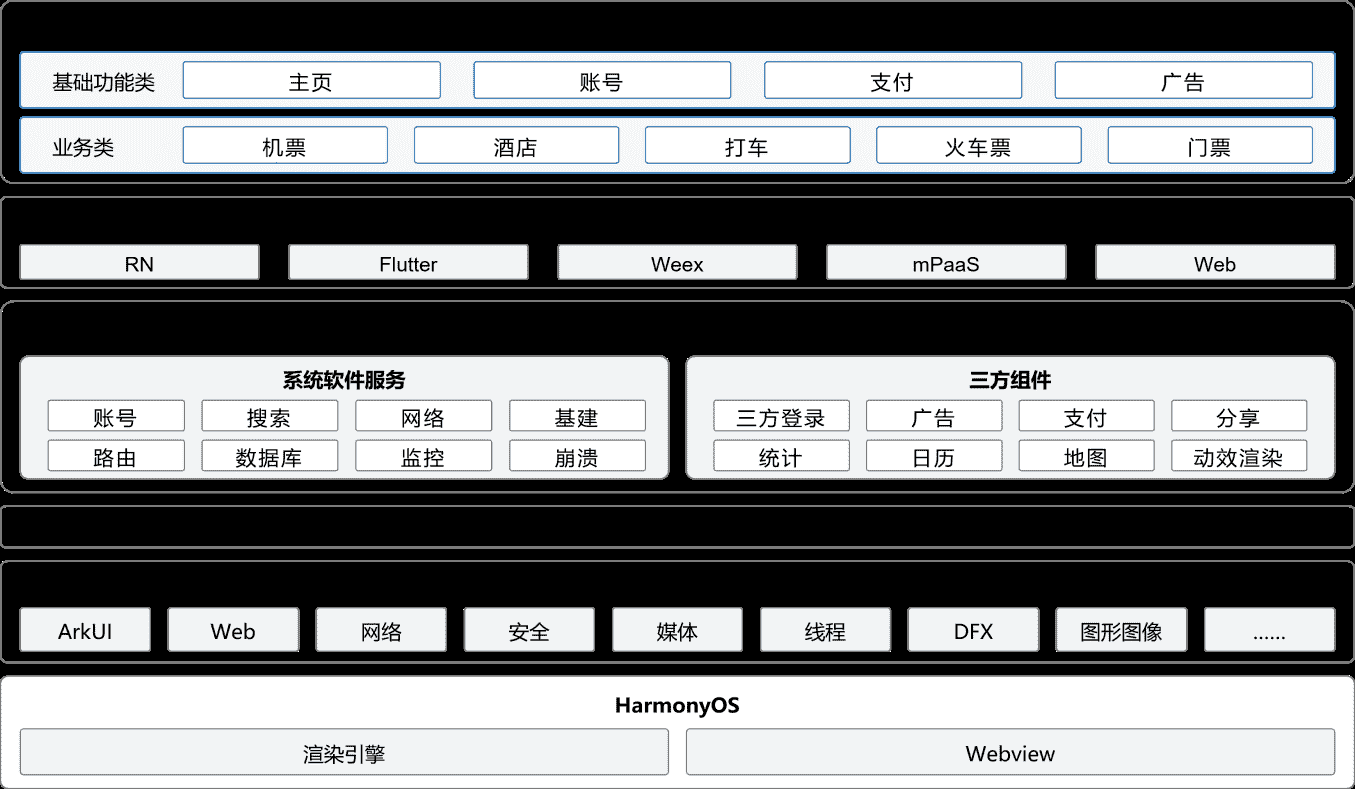 基础功能类 主页 账号 支付 广告
业务类 机票 酒店 打车 火车票 门票
RN Flutter Weex mPaaS Web
系统软件服务 三方组件
账号 搜索 网络 基建 三方登录 广告 支付 分享
路由 数据库 监控 崩溃 统计 日历 地图 动效渲染
ArkUI Web 网络 安全 媒体 线程 DFX 图形图像 ......
HarmonyOS
渲染引擎 Webview